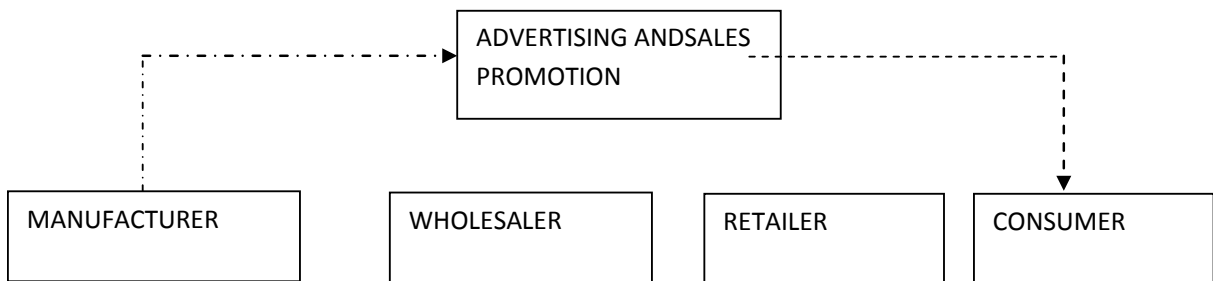 ADVERTISING ANDSALES
PROMOTION
MANUFACTURER
WHOLESALER
RETAILER
CONSUMER